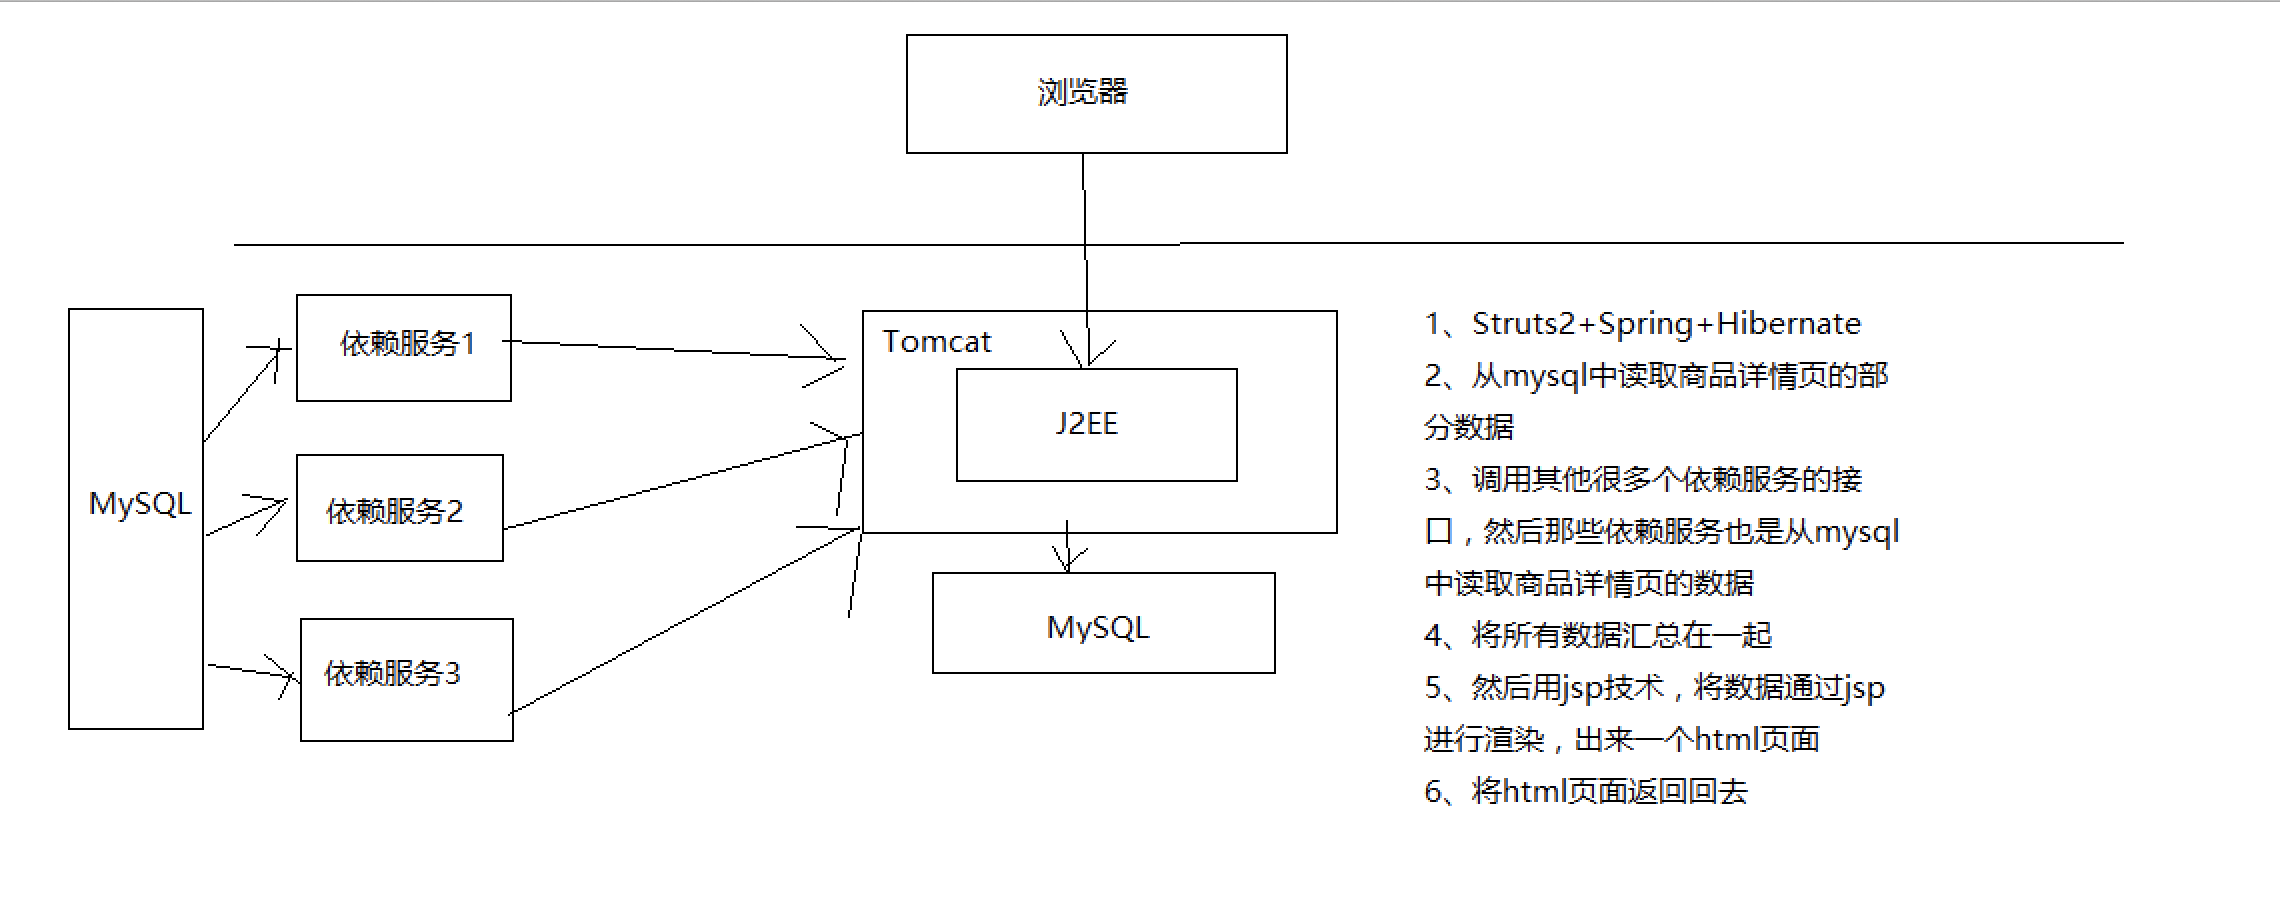 浏览器
MySQL
依赖服务1
依赖服务2
依赖服务3
Tomcat
J2EE
MySQL
1、Struts2+Spring+Hibernate
2、从mysql中读取商品详情页的部
分数据
3、调用其他很多个依赖服务的接
口，然后那些依赖服务也是从mysql
中读取商品详情页的数据
4、将所有数据汇总在一起
5、然后用jsp技术，将数据通过jsp
进行渲染，出来一个html页面
6、将html页面返回回去